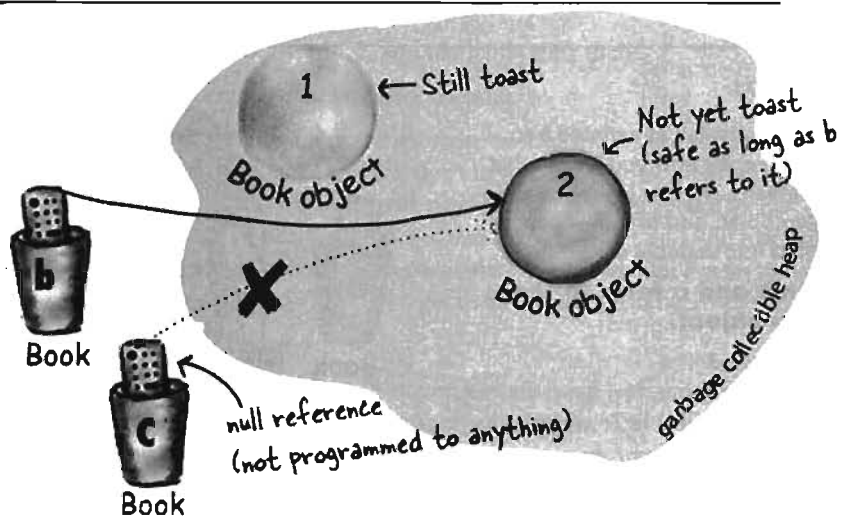 1
Still toast
Book object
Not yet toast
(safe as long as b
refers to it)
2
Book object
b
Book
c
Book
null reference
(not programmed to anything)
garbage collectible heap